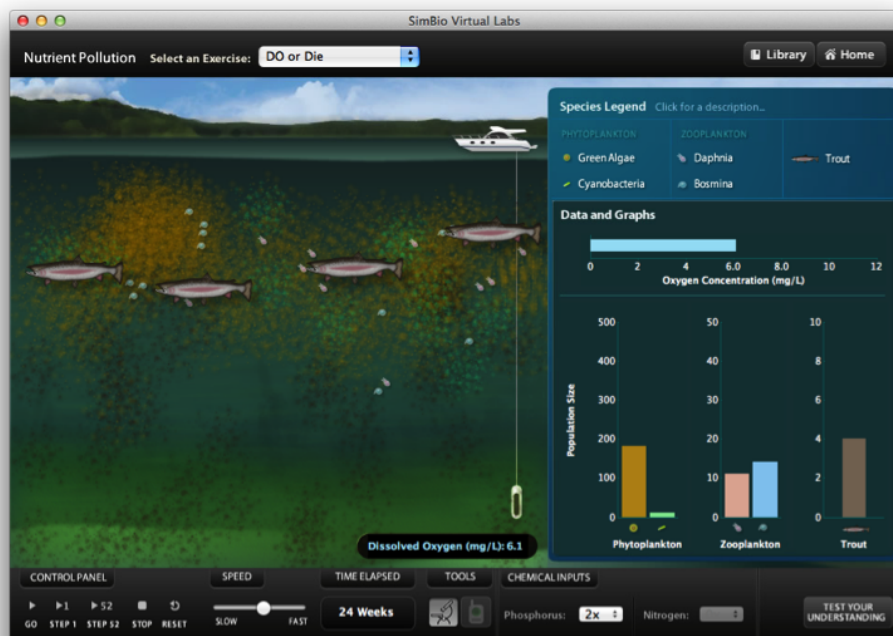 SimBio Virtual Labs
Nutrient Pollution Select an Exercise: DO or Die Library Home
Species Legend Click for a description...
PHYTOPLANKTON ZOOPLANKTON
Green Algae Daphnia Trout
Cyanobacteria Bosmina
Data and Graphs
0 2 4 6.0 8.0 10 12
Oxygen Concentration (mg/L)
500 50 10
400 40 8
300 30 6
Population Size
200 20 4
100 10 2
0 0 0
Phytoplankton Zooplankton Trout
Dissolved Oxygen (mg/L): 6.1
CONTROL PANEL SPEED TIME ELAPSED TOOLS CHEMICAL INPUTS
1 52
GO STEP 1 STEP 52 STOP RESET SLOW FAST 24 Weeks Phosphorus: 2x Nitrogen:
TEST YOUR
UNDERSTANDING